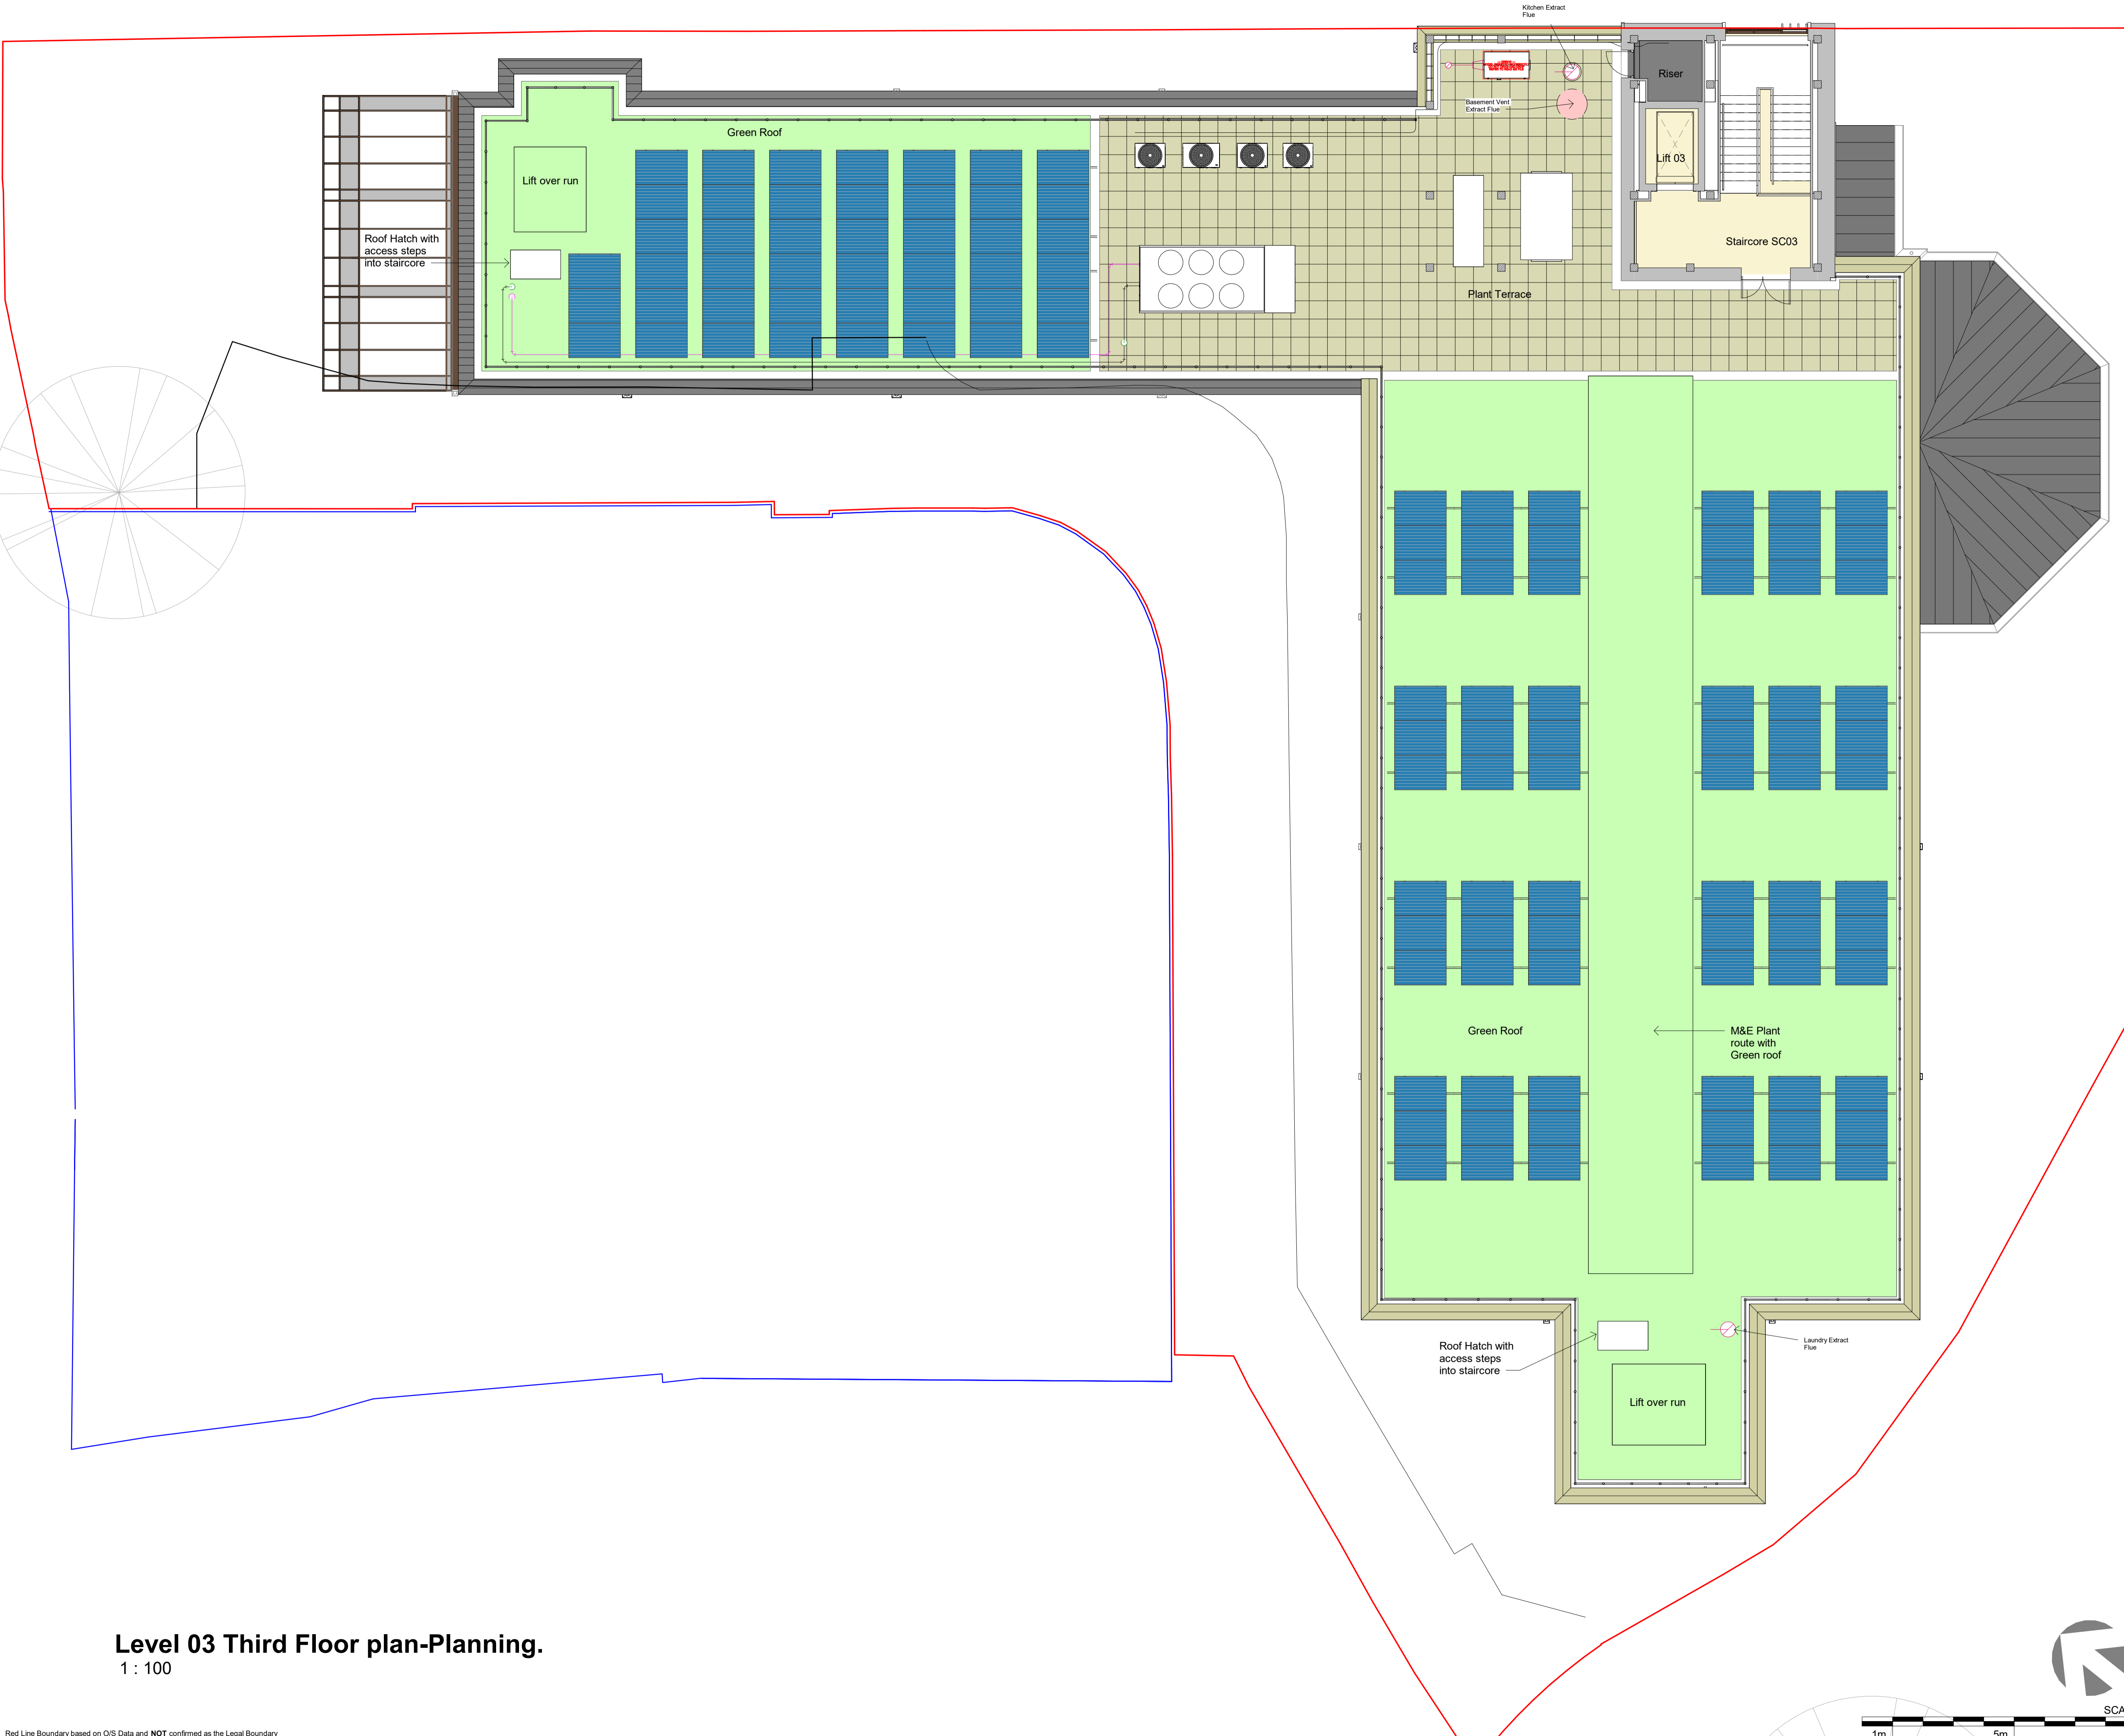 Kitchen Extract
Flue
Riser
Basement Vent
Extract Flue
Green Roof
Lift 03
Lift over run
Roof Hatch with
access steps
into staircore
Staircore SC03
Plant Terrace
Green Roof
M&E Plant
route with
Green roof
Roof Hatch with
access steps
into staircore
Laundry Extract
Flue
Lift over run
Level 03 Third Floor plan-Planning.
1 : 100
SCA
1m
5m
Red Line Boundary based on O/S Data and NOT confirmed as the Legal Boundary